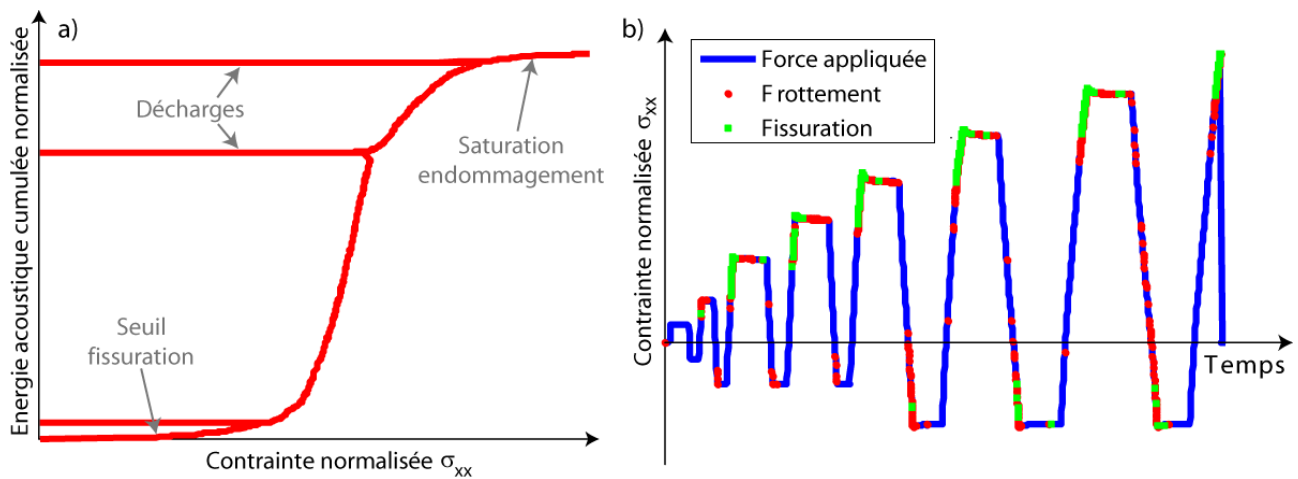 a)
Energie acoustique cumulée normalisée
Décharges
Saturation
endommagement
Seuil
fissuration
Contrainte normalisée σxx
b)
Force appliquée
F rottement
Fissuration
Contrainte normalisée σxx
Temps